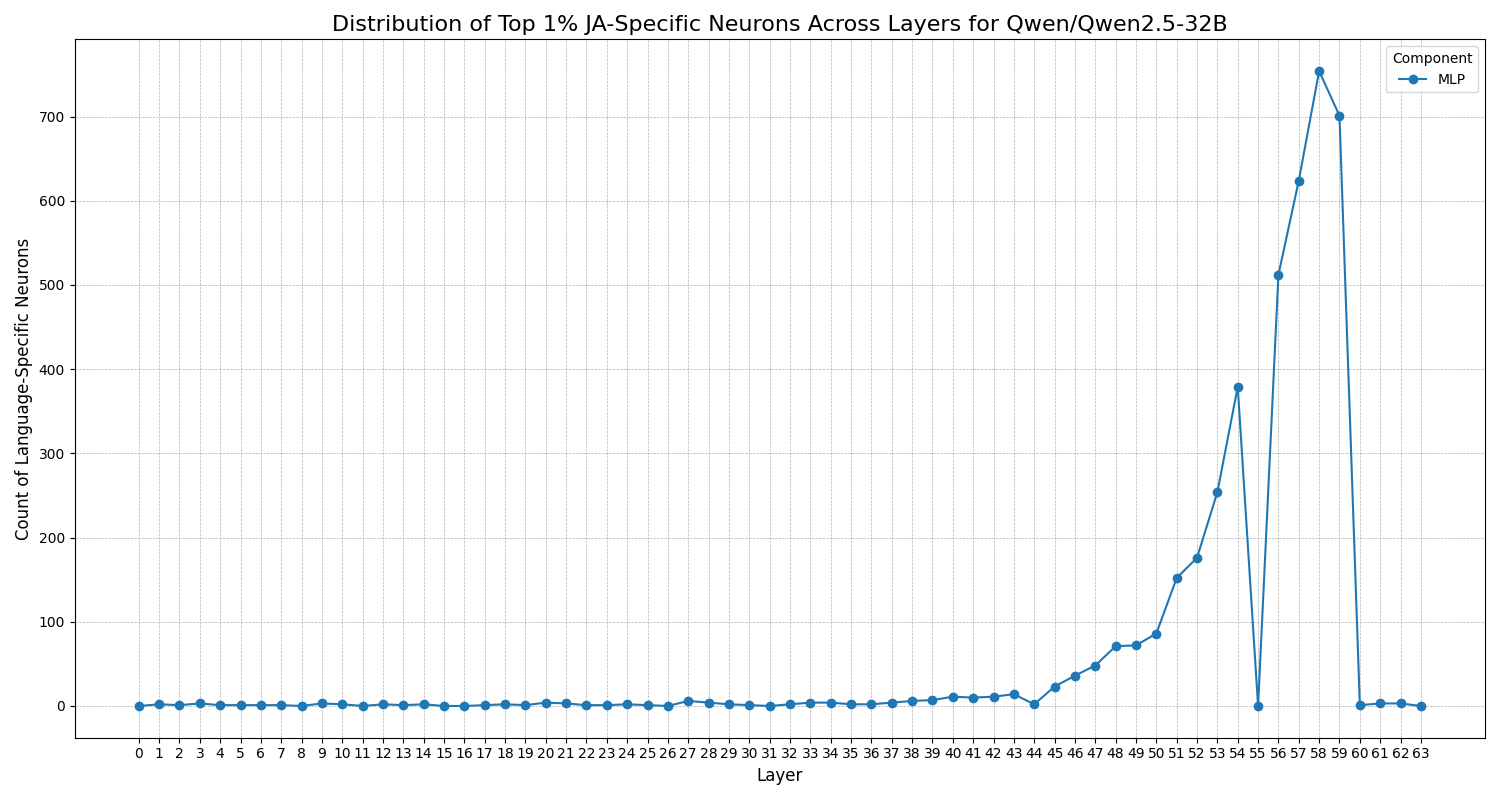 Distribution of Top 1% JA-Specific Neurons Across Layers for Qwen/Qwen2.5-32B
Component
MLP
Count of Language-Specific Neurons
700
600
500
400
300
200
100
0
0 1 2 3 4 5 6 7 8 9 10 11 12 13 14 15 16 17 18 19 20 21 22 23 24 25 26 27 28 29 30 31 32 33 34 35 36 37 38 39 40 41 42 43 44 45 46 47 48 49 50 51 52 53 54 55 56 57 58 59 60 61 62 63
Layer